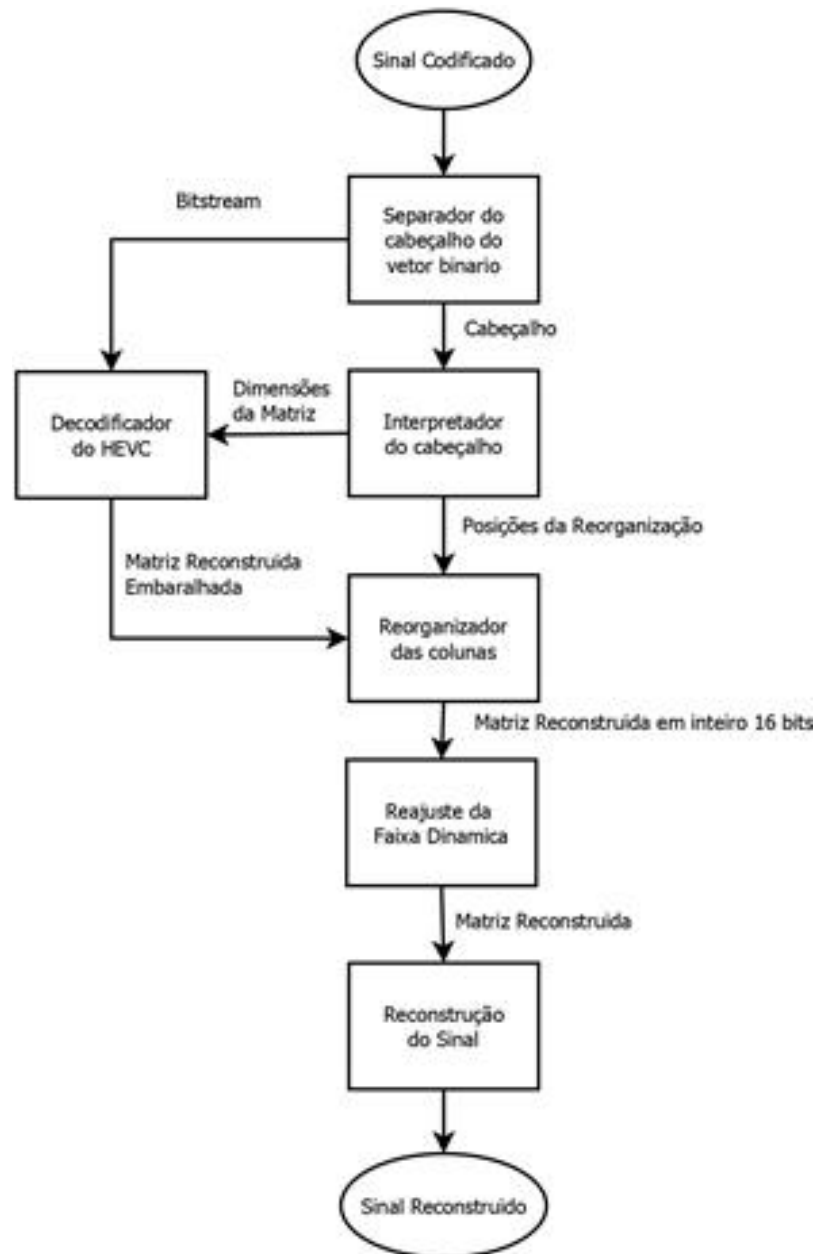 Sinal Codificado
Bitstream
Separador do
cabeçalho do
vetor binario
Cabeçalho
Dimensões
da Matriz
Decodificador
do HEVC
Interpretador
do cabeçalho
Posições da Reorganização
Matriz Reconstruida
Embaralhada
Reorganizador
das colunas
Matriz Reconstruida em inteiro 16 bits
Reajuste da
Faixa Dinamica
Matriz Reconstruida
Reconstrução
do Sinal
Sinal Reconstruido